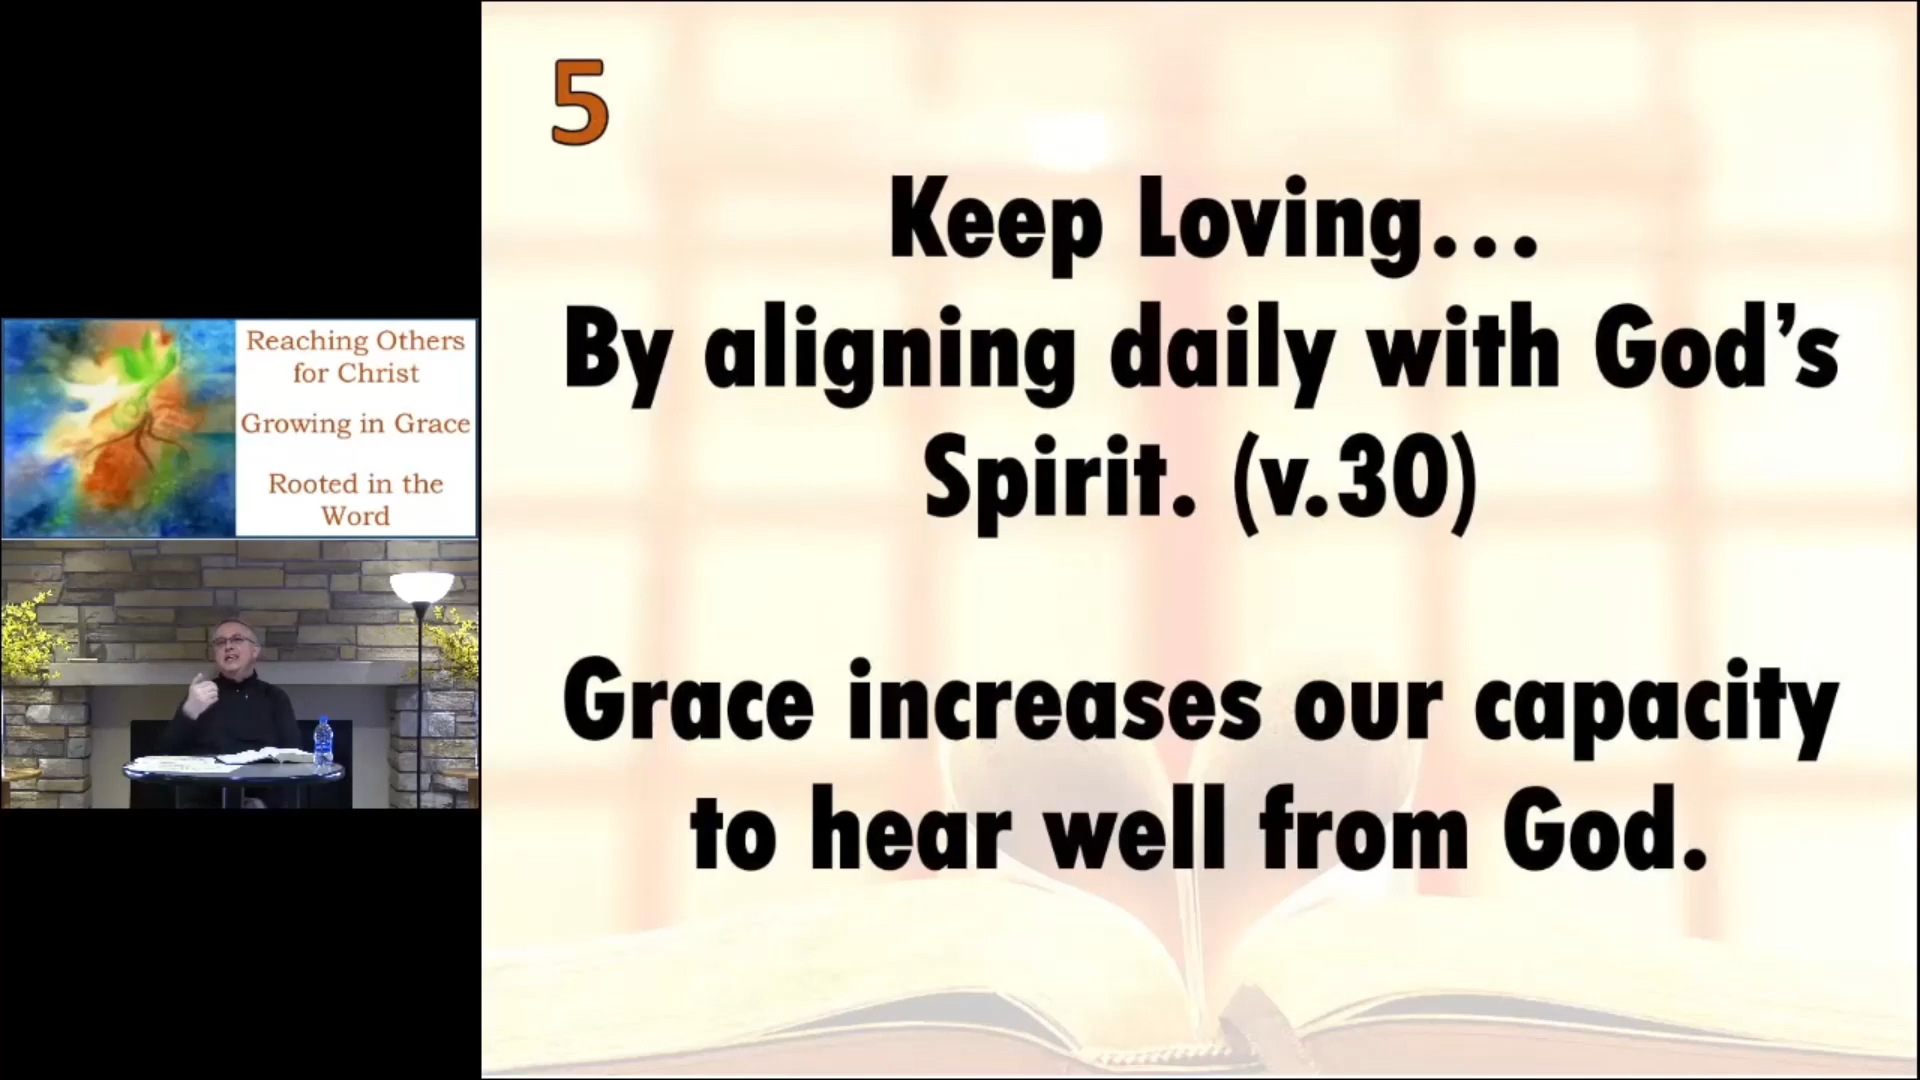 Reaching Others
for Christ
Growing in Grace
Rooted in the
Word
5
Keep Loving...
By aligning daily with God’s
Spirit. (v.30)
Grace increases our capacity
to hear well from God.